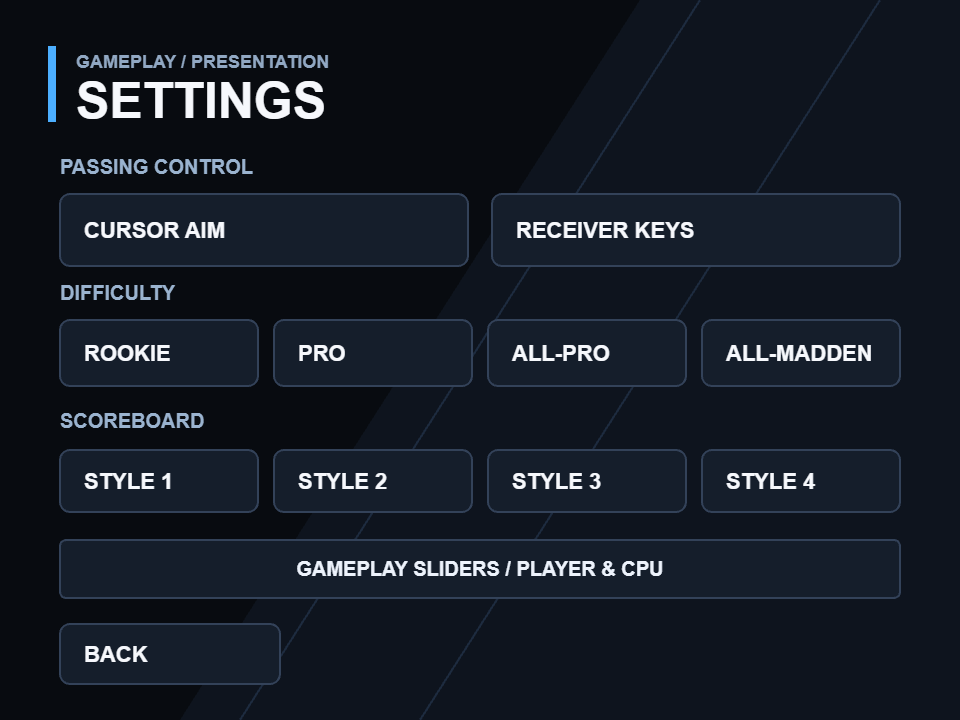 GAMEPLAY / PRESENTATION
SETTINGS
PASSING CONTROL
CURSOR AIM
RECEIVER KEYS
DIFFICULTY
ROOKIE
PRO
ALL-PRO
ALL-MADDEN
SCOREBOARD
STYLE 1
STYLE 2
STYLE 3
STYLE 4
GAMEPLAY SLIDERS / PLAYER & CPU
BACK